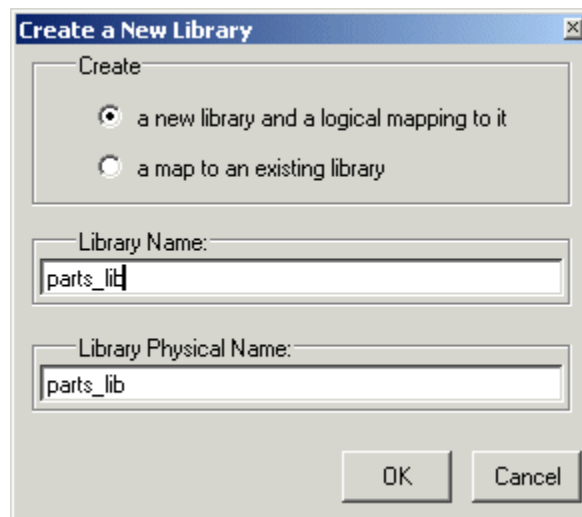 Create a New Library
Create
a new library and a logical mapping to it
a map to an existing library
Library Name:
parts_lib
Library Physical Name:
parts_lib
OK Cancel